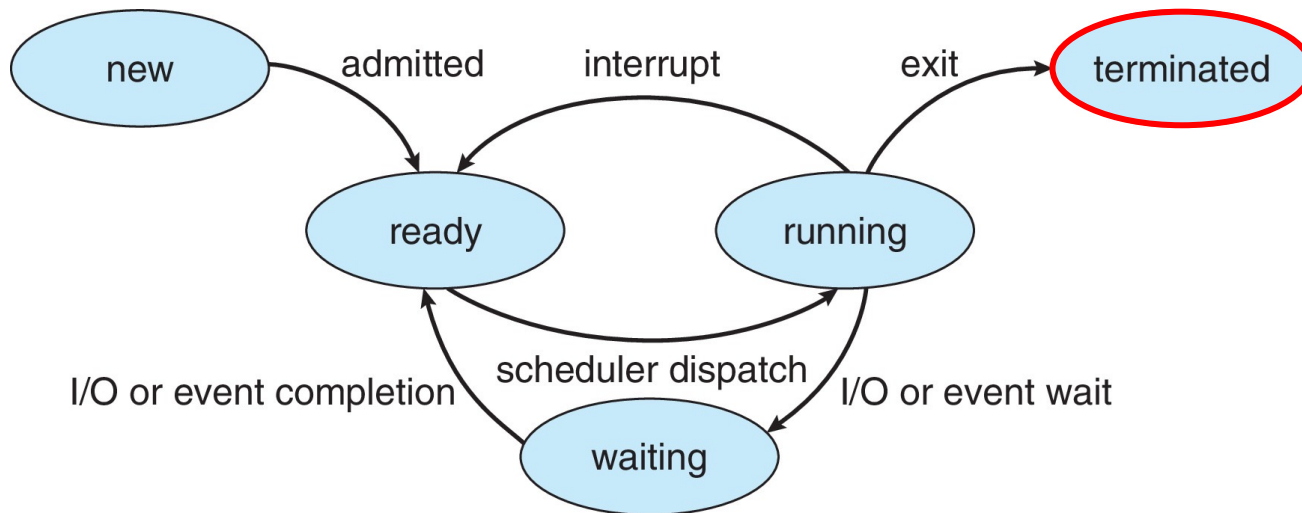 new
admitted
interrupt
exit
terminated
ready
running
scheduler dispatch
I/O or event completion
I/O or event wait
waiting